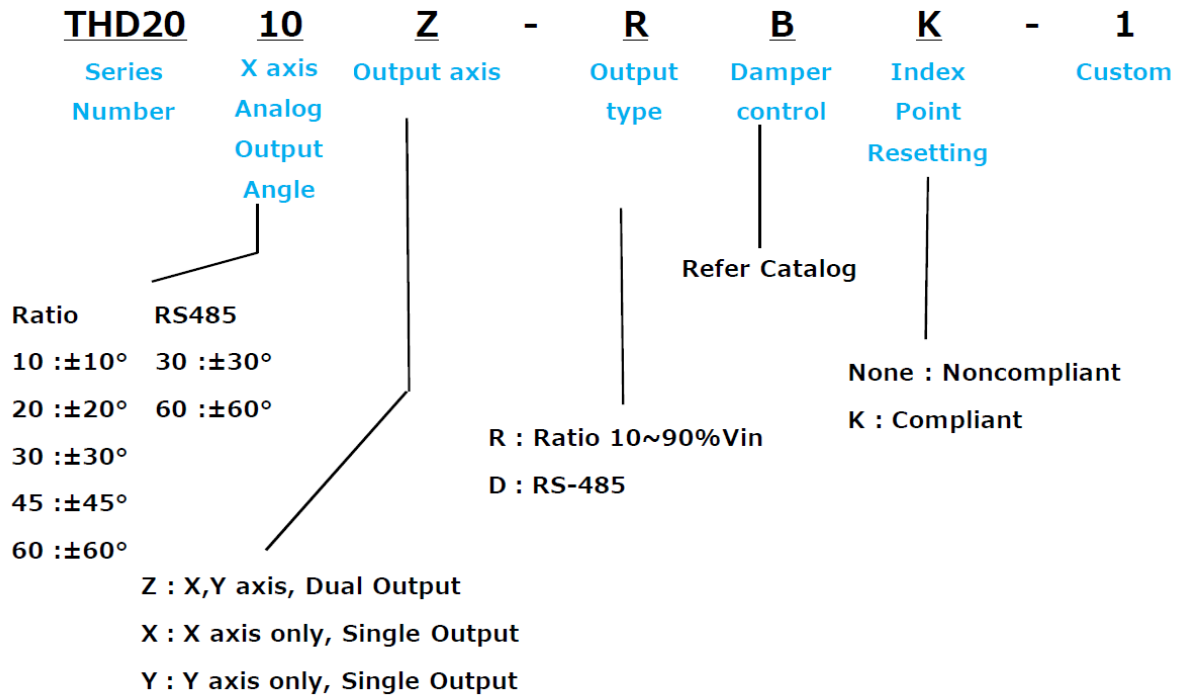 THD20 10 Z - R B K - 1
Series Number
X axis Analog Output Angle
Output axis
Output type
Damper control
Index Point Resetting
Custom
Refer Catalog
Ratio RS485
10 :±10° 30 :±30°
20 :±20° 60 :±60°
30 :±30°
45 :±45°
60 :±60°
None : Noncompliant
K : Compliant
R : Ratio 10~90%Vin
D : RS-485
Z : X,Y axis, Dual Output
X : X axis only, Single Output
Y : Y axis only, Single Output